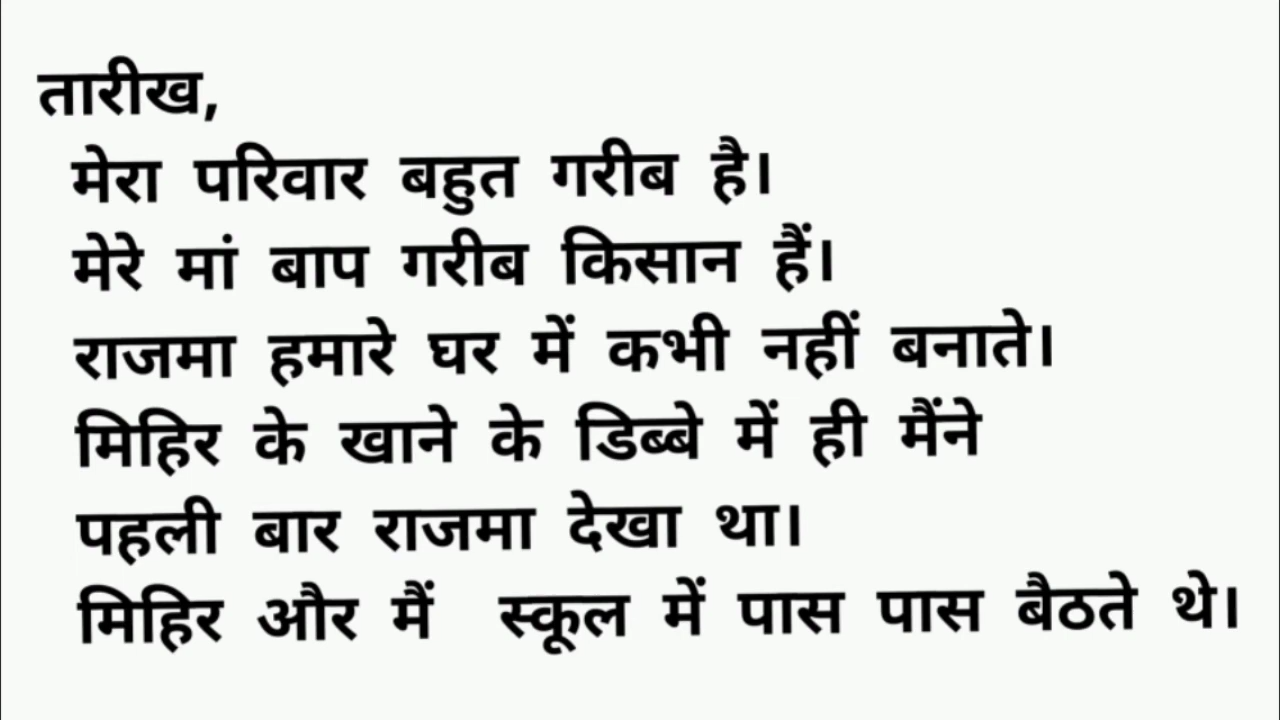 तारीख,
मेरा परिवार बहुत गरीब है।
मेरे मां बाप गरीब किसान हैं।
राजमा हमारे घर में कभी नहीं बनाते।
मिहिर के खाने के डिब्बे में ही मैंने
पहली बार राजमा देखा था।
मिहिर और मैं स्कूल में पास पास बैठते थे।